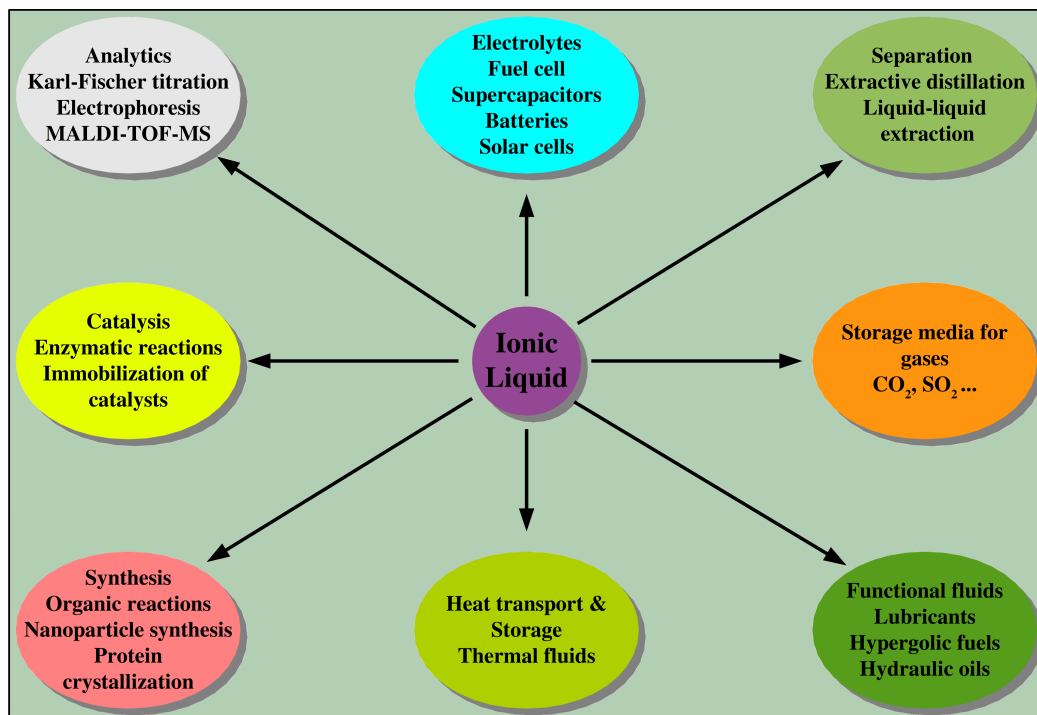 Analytics
Karl-Fischer titration
Electrophoresis
MALDI-TOF-MS
Electrolytes
Fuel cell
Supercapacitors
Batteries
Solar cells
Separation
Extractive distillation
Liquid-liquid
extraction
Catalysis
Enzymatic reactions
Immobilization of
catalysts
Ionic
Liquid
Storage media for
gases
CO₂, SO₂ ...
Synthesis
Organic reactions
Nanoparticle synthesis
Protein
crystallization
Heat transport &
Storage
Thermal fluids
Functional fluids
Lubricants
Hypergolic fuels
Hydraulic oils